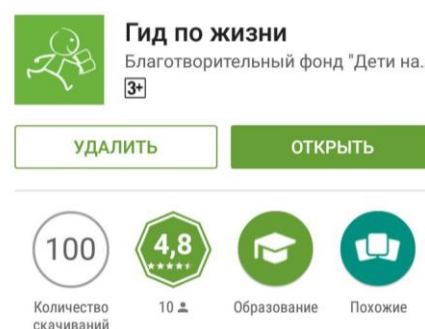 Гид по жизни
Благотворительный фонд "Дети на...
3+
УДАЛИТЬ
ОТКРЫТЬ
100
4,8
Количество скачиваний
10
Образование
Похожие